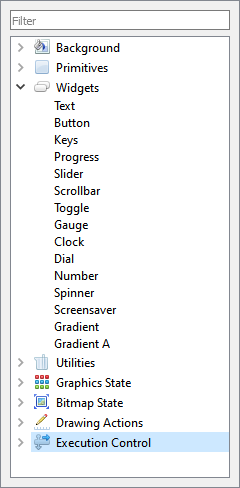 Filter
Background
Primitives
Widgets
Text
Button
Keys
Progress
Slider
Scrollbar
Toggle
Gauge
Clock
Dial
Number
Spinner
Screensaver
Gradient
Gradient A
Utilities
Graphics State
Bitmap State
Drawing Actions
Execution Control